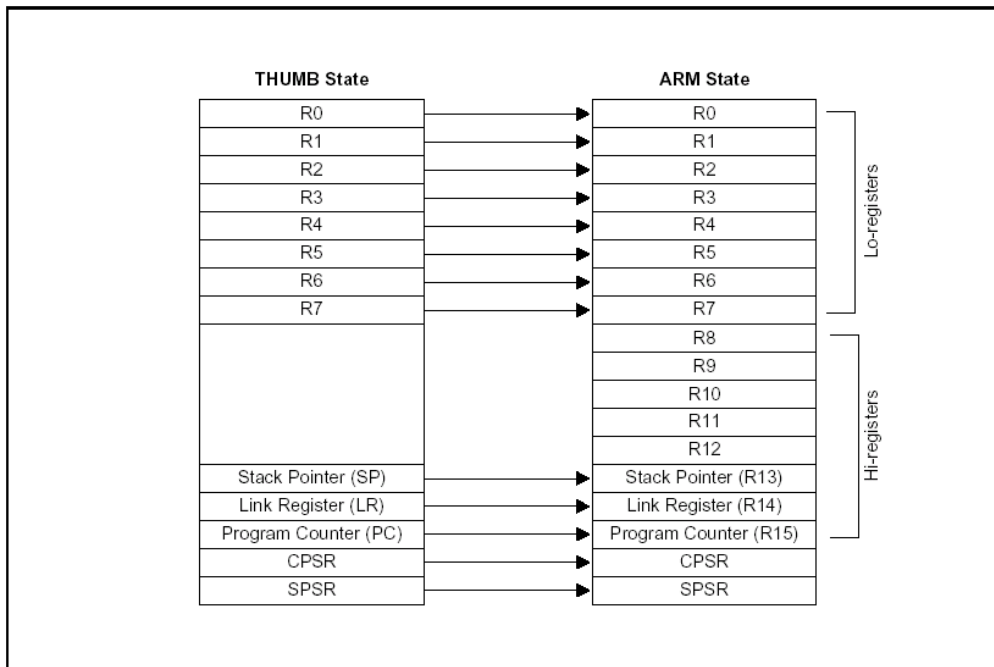 THUMB State
ARM State
R0
R0
R1
R1
R2
R2
R3
R3
R4
R4
R5
R5
R6
R6
R7
R7
R8
R9
R10
R11
R12
Stack Pointer (SP)
Stack Pointer (R13)
Link Register (LR)
Link Register (R14)
Program Counter (PC)
Program Counter (R15)
CPSR
CPSR
SPSR
SPSR
Lo-registers
Hi-registers